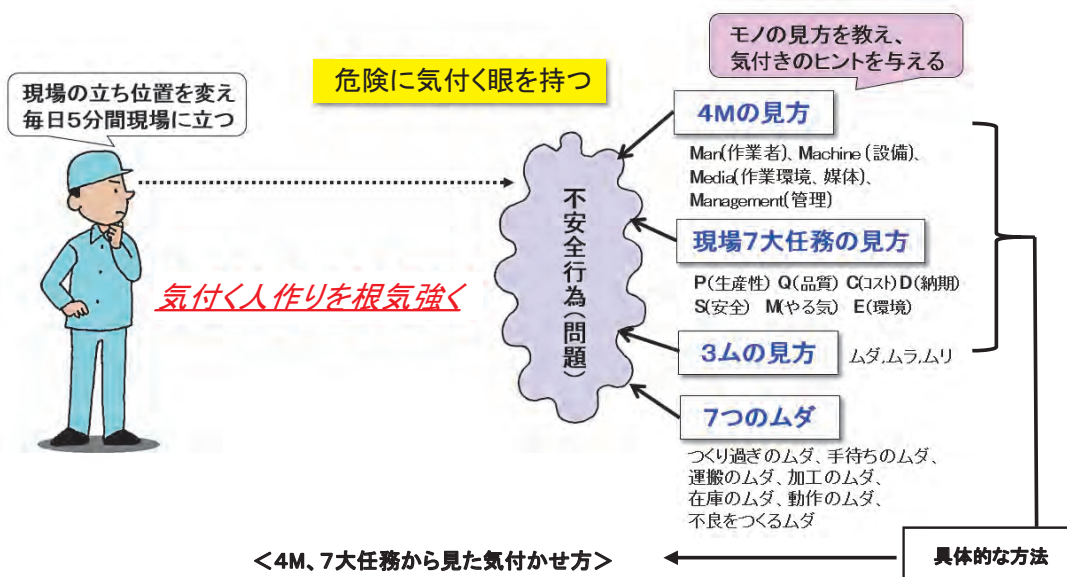 モノの見方を教え、
気付きのヒントを与える
危険に気付く眼を持つ
現場の立ち位置を変え
毎日5分間現場に立つ
4Mの見方
Man(作業者)、Machine(設備)、
Media(作業環境、媒体)、
Management(管理)
不安全行為(問題)
現場7大任務の見方
P(生産性) Q(品質) C(コスト) D(納期)
S(安全) M(やる気) E(環境)
気付く人作りを根気強く
3ムの見方
ムダ,ムラ,ムリ
7つのムダ
つくり過ぎのムダ、手待ちのムダ、
運搬のムダ、加工のムダ、
在庫のムダ、動作のムダ、
不良をつくるムダ
<4M、7大任務から見た気付かせ方>
具体的な方法